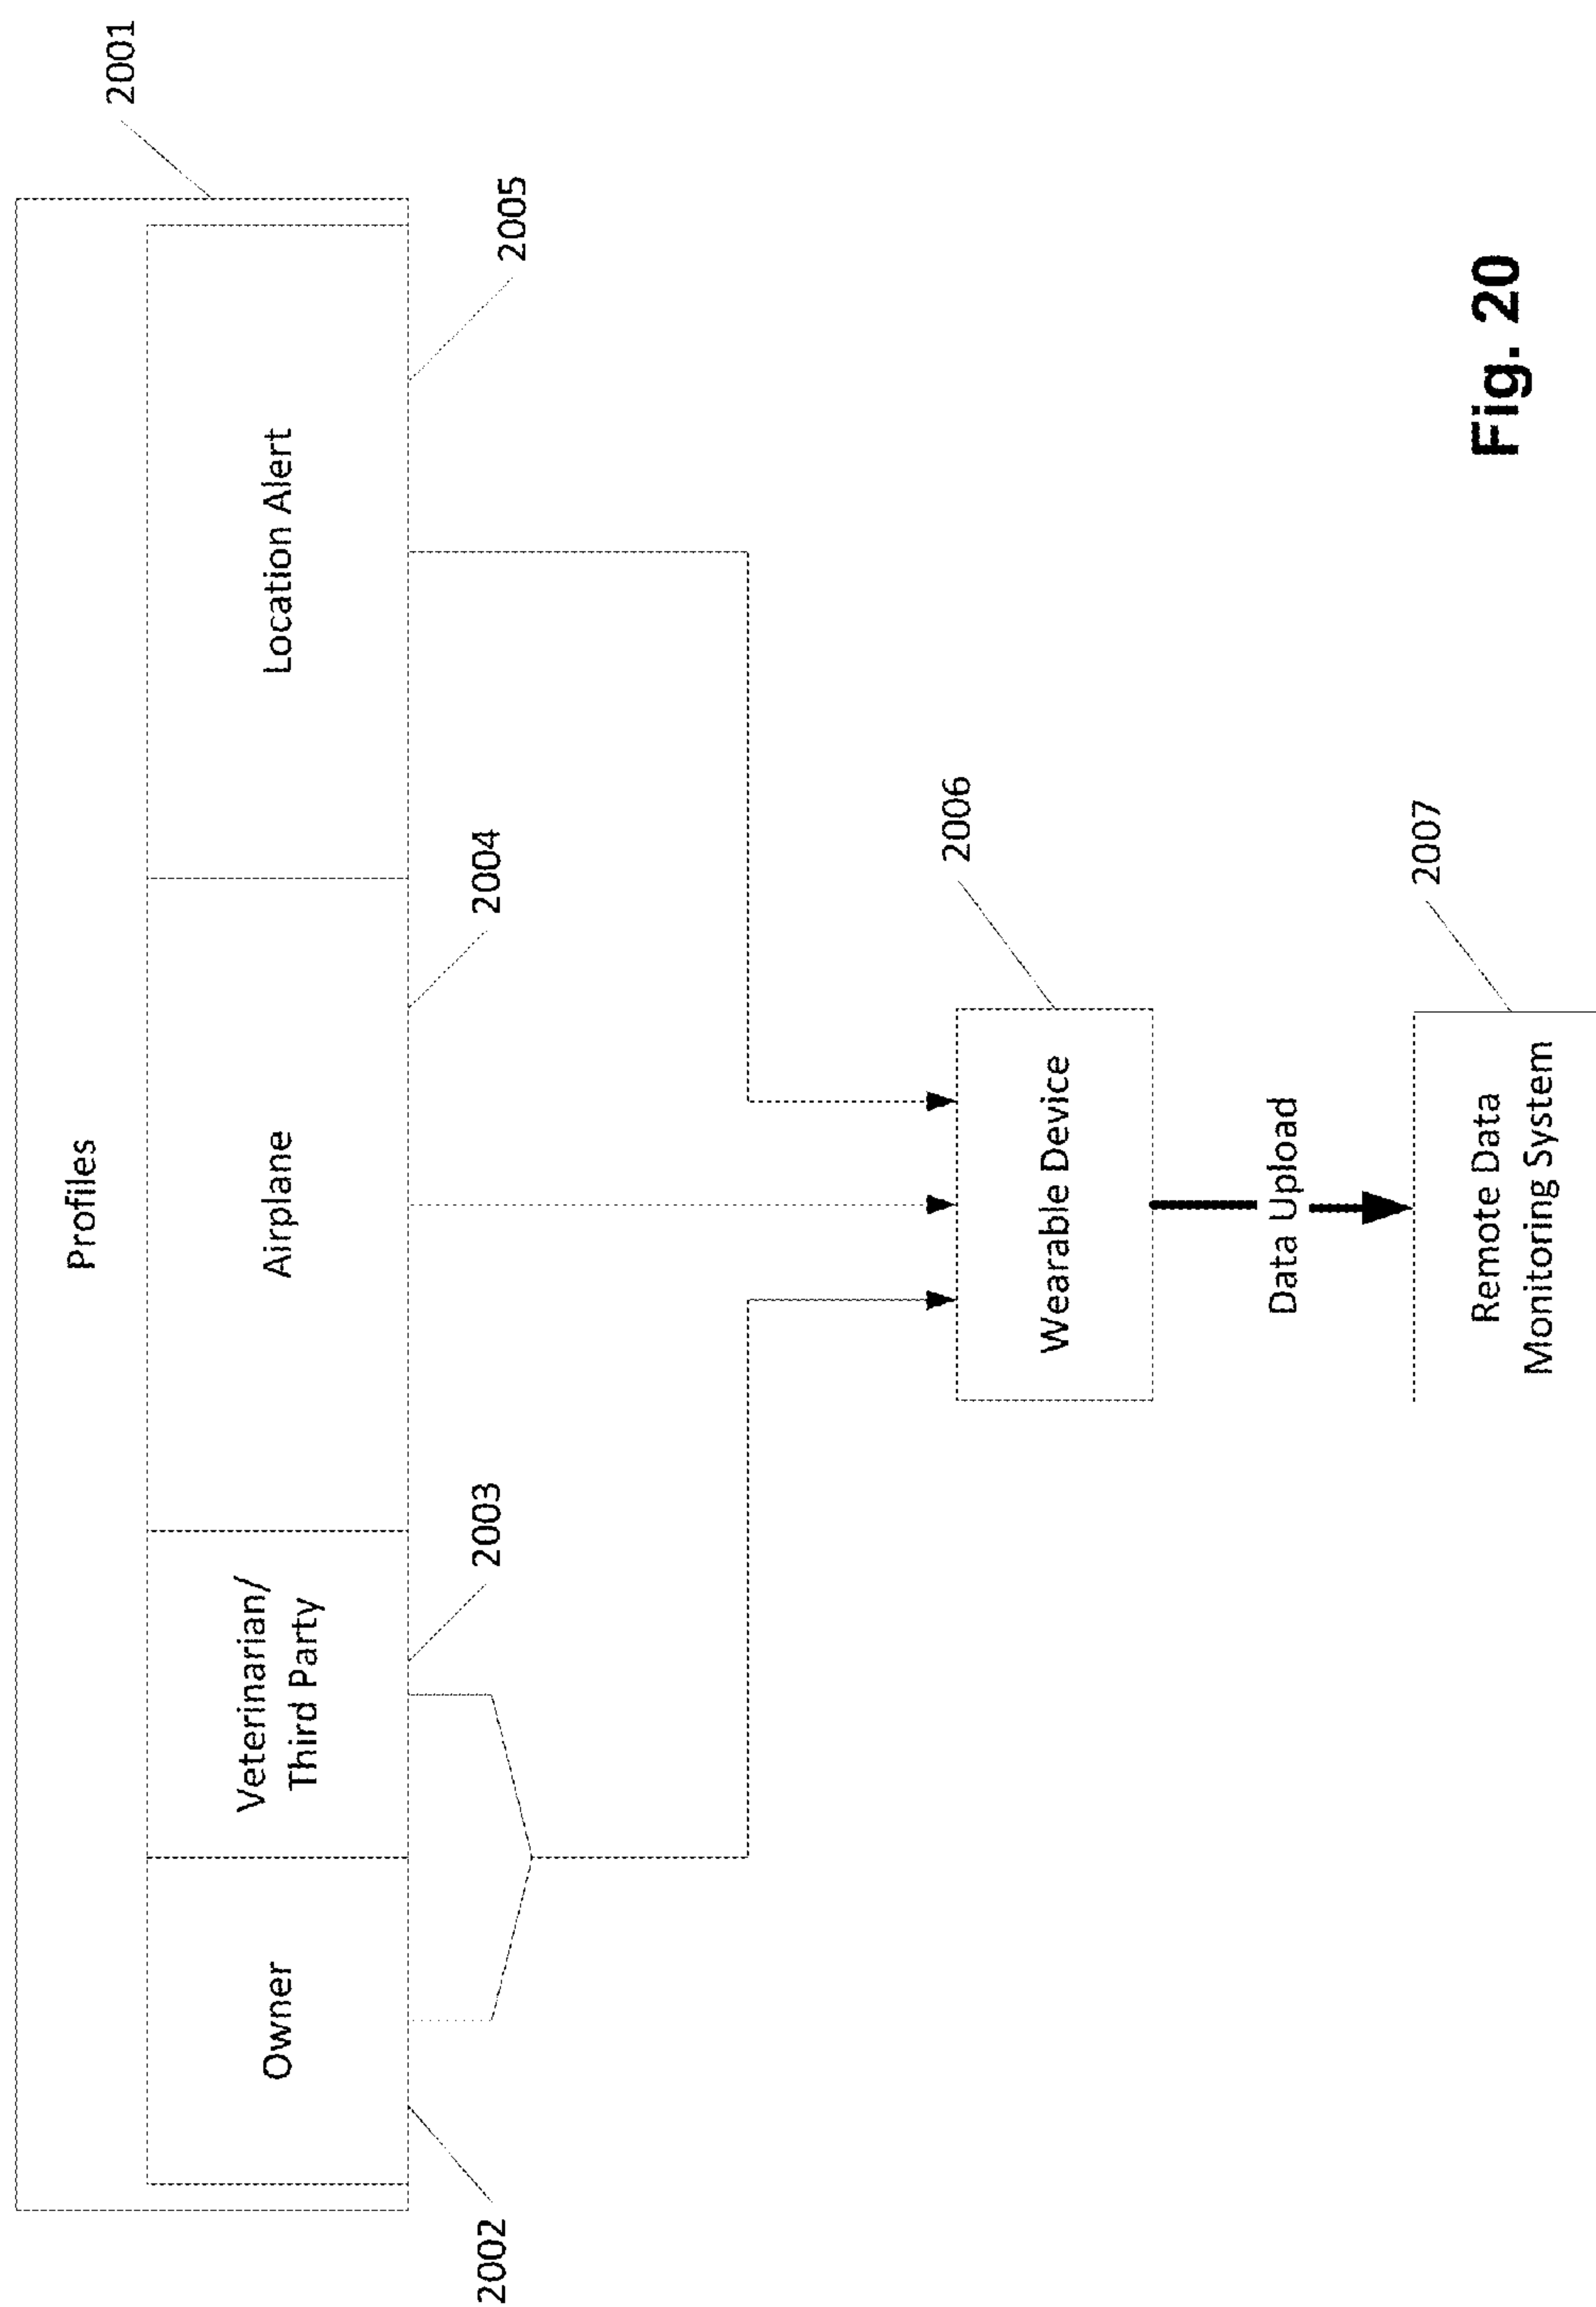 2001
Profiles
Owner
Veterinarian/
Third Party
Airplane
Location Alert
2002
2003
2004
2005
Wearable Device
2006
Data Upload
Remote Data
Monitoring System
2007
Fig. 20